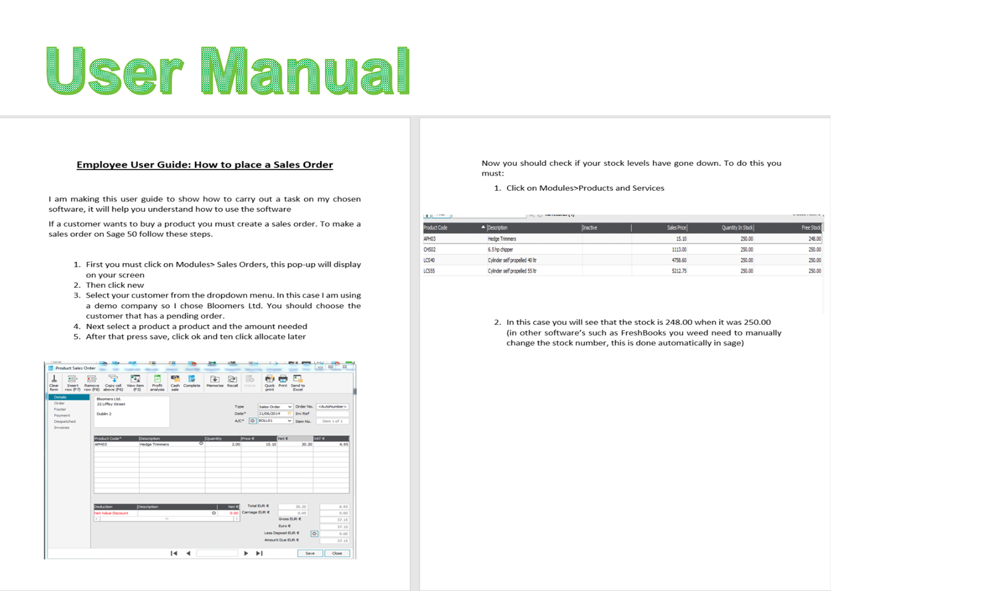 User Manual
Employee User Guide: How to place a Sales Order
I am making this user guide to show how to carry out a task on my chosen
software, it will help you understand how to use the software
If a customer wants to buy a product you must create a sales order. To make a
sales order on Sage 50 follow these steps.
1. First you must click on Modules> Sales Orders, this pop-up will display
on your screen
2. Then click new
3. Select your customer from the dropdown menu. In this case I am using
a demo company so I chose Bloomers Ltd. You should choose the
customer that has a pending order.
4. Next select a product a product and the amount needed
5. After that press save, click ok and ten click allocate later
Product Sales Order
Clear form Insert row (F7) Remove row (F8) Copy cell above (F6) View item (F3) Profit analysis Cash sale Complete Memorise Recall Delete Quick print Print Send to Excel
Details
Order
Footer
Payment
Despatched
Invoices
Bloomers Ltd.
22 Liffey Street
Dublin 2
Type Sales Order Order No. <AutoNumber>
Date* 21/06/2014 Inv Ref
A/C* BOLL01 Item No. Item 1 of 1
Product Code* Description Quantity Price € Net € VAT €
APH03 Hedge Trimmers 2.00 15.10 30.20 6.95
Deduction Description Net €
Net Value Discount 0.00
Total EUR € 30.20 6.95
Carriage EUR € 0.00 0.00
Gross EUR € 37.15
Euro € 37.15
Less Deposit EUR € 0.00
Amount Due EUR € 37.15
Save Close
Now you should check if your stock levels have gone down. To do this you
must:
1. Click on Modules>Products and Services
Product Code Description Inactive Sales Price Quantity In Stock Free Stock
APH03 Hedge Trimmers 15.10 250.00 248.00
CHS02 6.5 hp chipper 1113.00 250.00 250.00
LCS40 Cylinder self propelled 40 ltr 4758.60 250.00 250.00
LCS55 Cylinder self propelled 55 ltr 5212.75 250.00 250.00
2. In this case you will see that the stock is 248.00 when it was 250.00
(in other software's such as FreshBooks you weed need to manually
change the stock number, this is done automatically in sage)